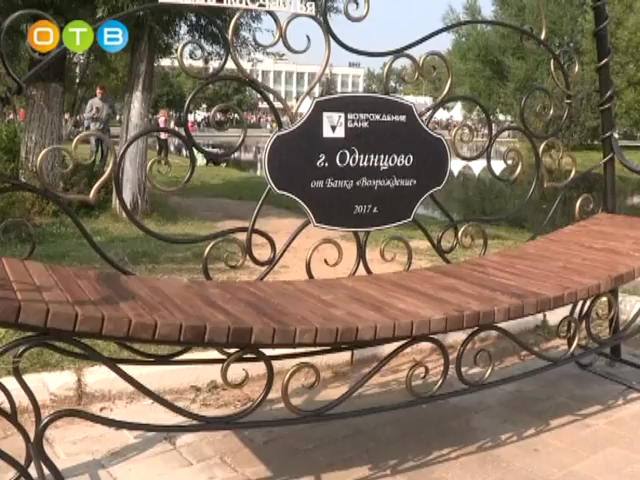 ОТВ
ВОЗРОЖДЕНИЕ
БАНК
г. Одинцово
от Банка «Возрождение»
2017 г.